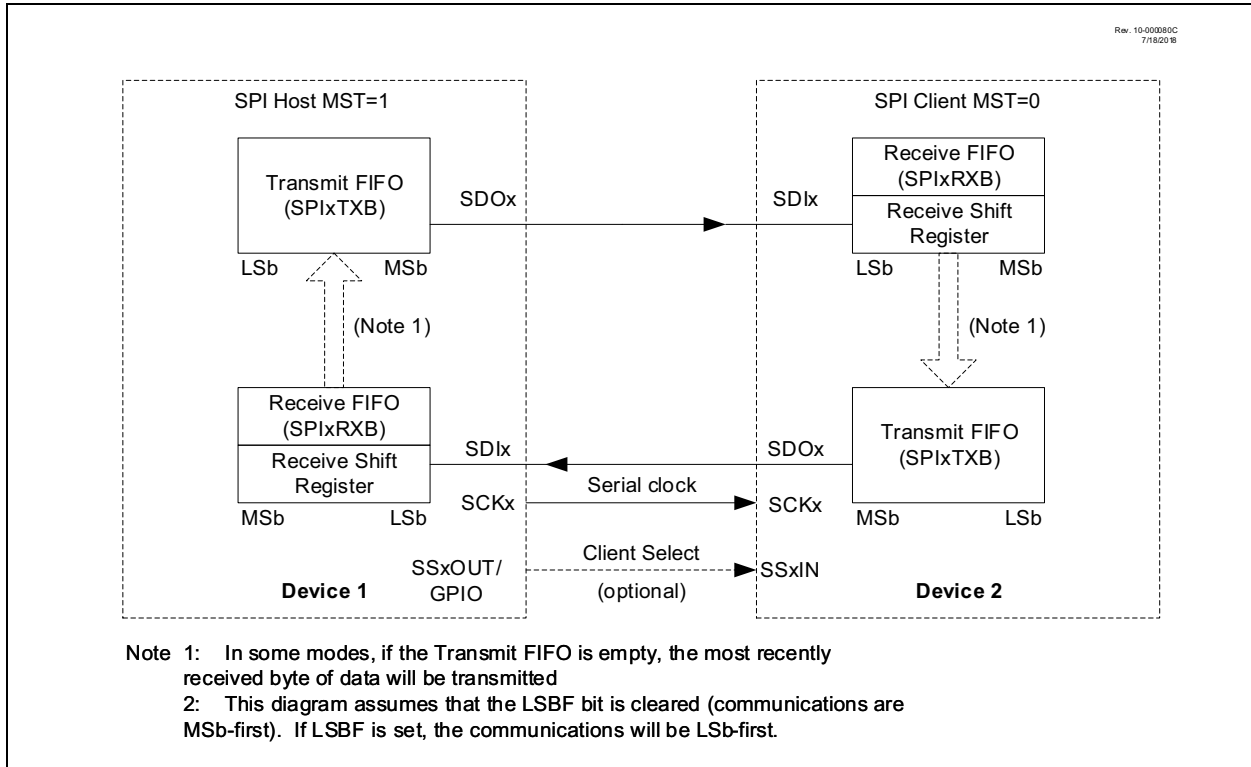 Rev. 10-000080C
7/18/2018
SPI Host MST=1
SPI Client MST=0
Transmit FIFO
(SPIxTXB)
SDOx
SDIx
Receive FIFO
(SPIxRXB)
Receive Shift
Register
LSb
MSb
LSb
MSb
(Note 1)
(Note 1)
Receive FIFO
(SPIxRXB)
Receive Shift
Register
SDIx
SDOx
Transmit FIFO
(SPIxTXB)
Serial clock
MSb
LSb
SCKx
SCKx
MSb
LSb
Client Select
SSxOUT/
GPIO
SSxIN
(optional)
Device 1
Device 2
Note 1: In some modes, if the Transmit FIFO is empty, the most recently
received byte of data will be transmitted
2: This diagram assumes that the LSBF bit is cleared (communications are
MSb-first). If LSBF is set, the communications will be LSb-first.